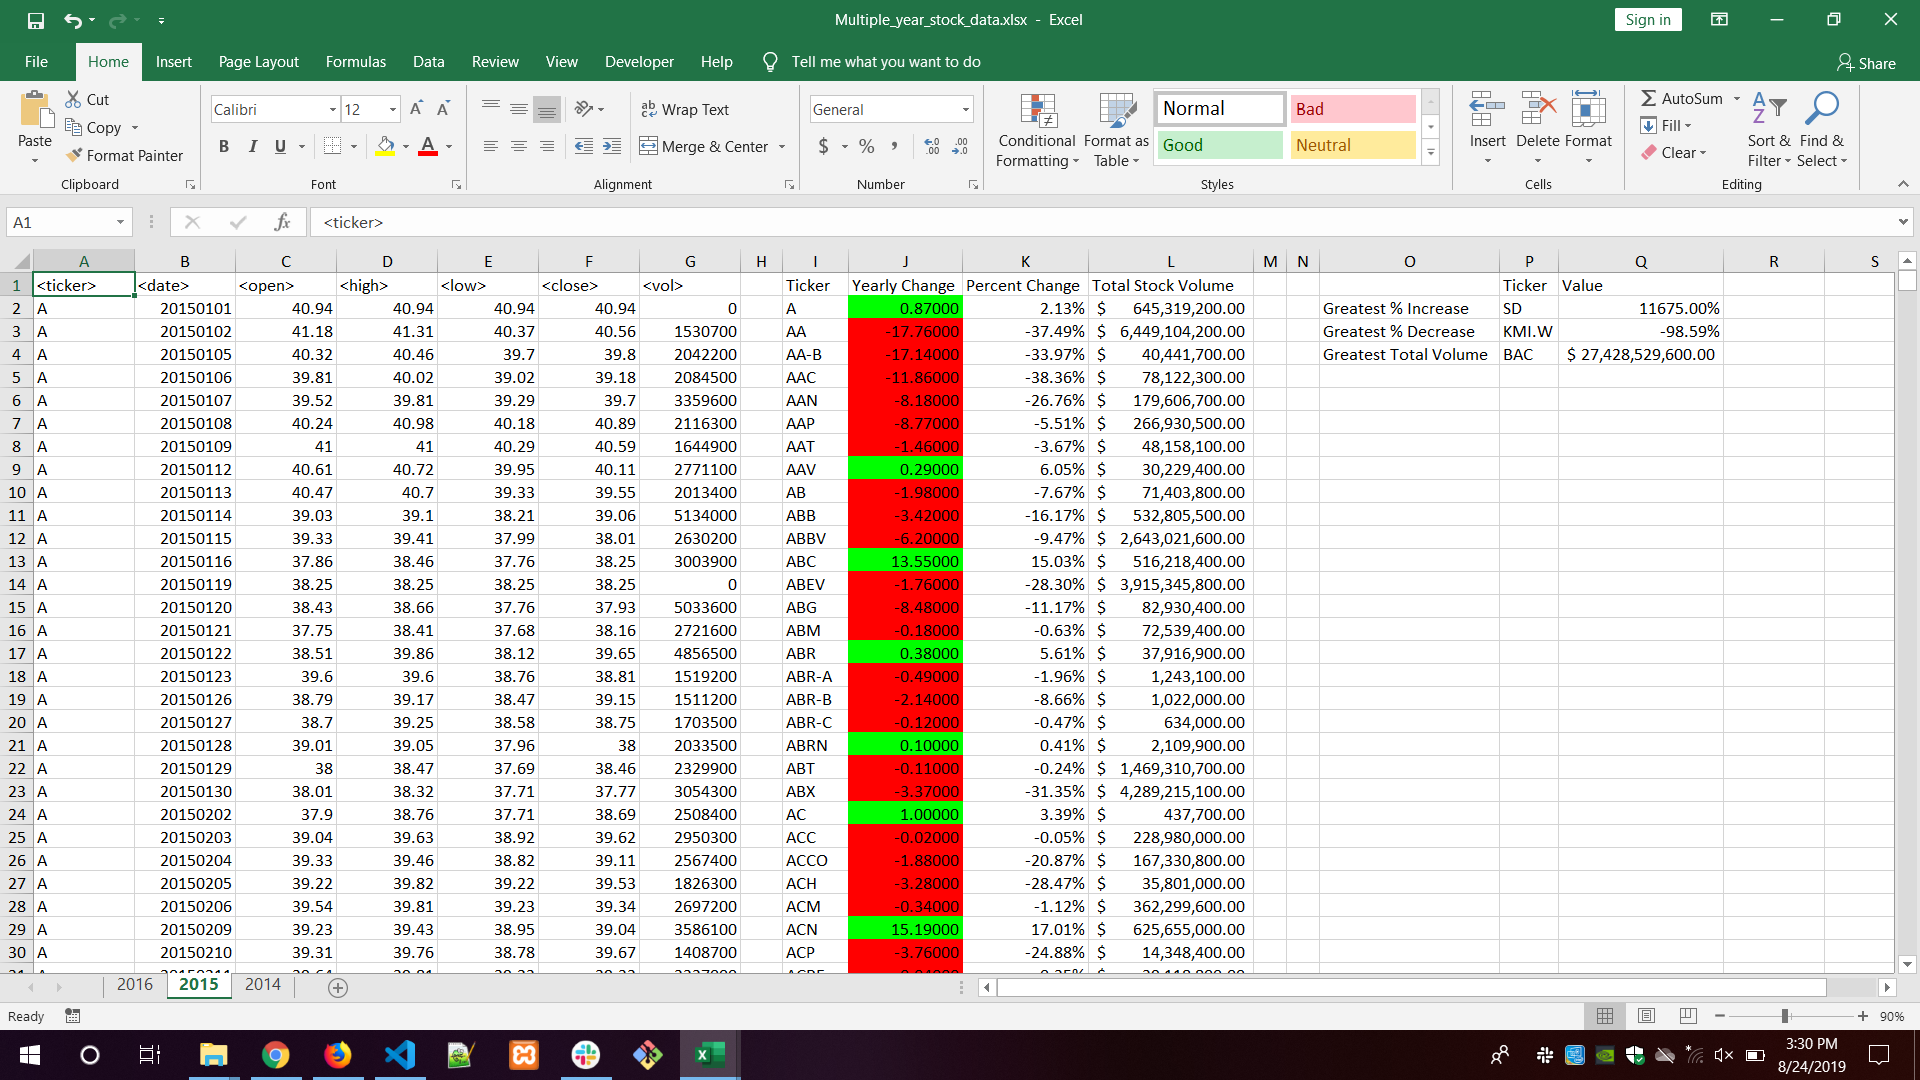 Multiple_year_stock_data.xlsx - Excel
Sign in
File Home Insert Page Layout Formulas Data Review View Developer Help Tell me what you want to do Share
Paste Cut Copy Format Painter Clipboard
Calibri 12 A A B I U A Font
ab Wrap Text Merge & Center Alignment
General $ % , Number
Conditional Formatting Format as Table Normal Bad Good Neutral Styles
Insert Delete Format Cells
AutoSum Fill Clear Sort & Filter Find & Select Editing
A1 fx <ticker>
A B C D E F G H I J K L M N O P Q R S
1 <ticker> <date> <open> <high> <low> <close> <vol> Ticker Yearly Change Percent Change Total Stock Volume Ticker Value
2 A 20150101 40.94 40.94 40.94 40.94 0 A 0.87000 2.13% $ 645,319,200.00 Greatest % Increase SD 11675.00%
3 A 20150102 41.18 41.31 40.37 40.56 1530700 AA -17.76000 -37.49% $ 6,449,104,200.00 Greatest % Decrease KMI.W -98.59%
4 A 20150105 40.32 40.46 39.7 39.8 2042200 AA-B -17.14000 -33.97% $ 40,441,700.00 Greatest Total Volume BAC $ 27,428,529,600.00
5 A 20150106 39.81 40.02 39.02 39.18 2084500 AAC -11.86000 -38.36% $ 78,122,300.00
6 A 20150107 39.52 39.81 39.29 39.7 3359600 AAN -8.18000 -26.76% $ 179,606,700.00
7 A 20150108 40.24 40.98 40.18 40.89 2116300 AAP -8.77000 -5.51% $ 266,930,500.00
8 A 20150109 41 41 40.29 40.59 1644900 AAT -1.46000 -3.67% $ 48,158,100.00
9 A 20150112 40.61 40.72 39.95 40.11 2771100 AAV 0.29000 6.05% $ 30,229,400.00
10 A 20150113 40.47 40.7 39.33 39.55 2013400 AB -1.98000 -7.67% $ 71,403,800.00
11 A 20150114 39.03 39.1 38.21 39.06 5134000 ABB -3.42000 -16.17% $ 532,805,500.00
12 A 20150115 39.33 39.41 37.99 38.01 2630200 ABBV -6.20000 -9.47% $ 2,643,021,600.00
13 A 20150116 37.86 38.46 37.76 38.25 3003900 ABC 13.55000 15.03% $ 516,218,400.00
14 A 20150119 38.25 38.25 38.25 38.25 0 ABEV -1.76000 -28.30% $ 3,915,345,800.00
15 A 20150120 38.43 38.66 37.76 37.93 5033600 ABG -8.48000 -11.17% $ 82,930,400.00
16 A 20150121 37.75 38.41 37.68 38.16 2721600 ABM -0.18000 -0.63% $ 72,539,400.00
17 A 20150122 38.51 39.86 38.12 39.65 4856500 ABR 0.38000 5.61% $ 37,916,900.00
18 A 20150123 39.6 39.6 38.76 38.81 1519200 ABR-A -0.49000 -1.96% $ 1,243,100.00
19 A 20150126 38.79 39.17 38.47 39.15 1511200 ABR-B -2.14000 -8.66% $ 1,022,000.00
20 A 20150127 38.7 39.25 38.58 38.75 1703500 ABR-C -0.12000 -0.47% $ 634,000.00
21 A 20150128 39.01 39.05 37.96 38 2033500 ABRN 0.10000 0.41% $ 2,109,900.00
22 A 20150129 38 38.47 37.69 38.46 2329900 ABT -0.11000 -0.24% $ 1,469,310,700.00
23 A 20150130 38.01 38.32 37.71 37.77 3054300 ABX -3.37000 -31.35% $ 4,289,215,100.00
24 A 20150202 37.9 38.76 37.71 38.69 2508400 AC 1.00000 3.39% $ 437,700.00
25 A 20150203 39.04 39.63 38.92 39.62 2950300 ACC -0.02000 -0.05% $ 228,980,000.00
26 A 20150204 39.33 39.46 38.82 39.11 2567400 ACCO -1.88000 -20.87% $ 167,330,800.00
27 A 20150205 39.22 39.82 39.22 39.53 1826300 ACH -3.28000 -28.47% $ 35,801,000.00
28 A 20150206 39.54 39.81 39.23 39.34 2697200 ACM -0.34000 -1.12% $ 362,299,600.00
29 A 20150209 39.23 39.43 38.95 39.04 3586100 ACN 15.19000 17.01% $ 625,655,000.00
30 A 20150210 39.31 39.76 38.78 39.67 1408700 ACP -3.76000 -24.88% $ 14,348,400.00
2016 2015 2014
Ready 90%
3:30 PM
8/24/2019